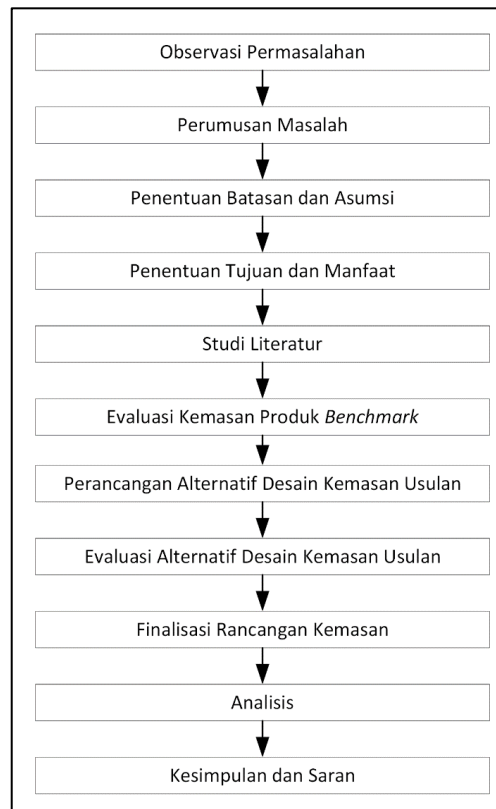 Observasi Permasalahan
Perumusan Masalah
Penentuan Batasan dan Asumsi
Penentuan Tujuan dan Manfaat
Studi Literatur
Evaluasi Kemasan Produk Benchmark
Perancangan Alternatif Desain Kemasan Usulan
Evaluasi Alternatif Desain Kemasan Usulan
Finalisasi Rancangan Kemasan
Analisis
Kesimpulan dan Saran